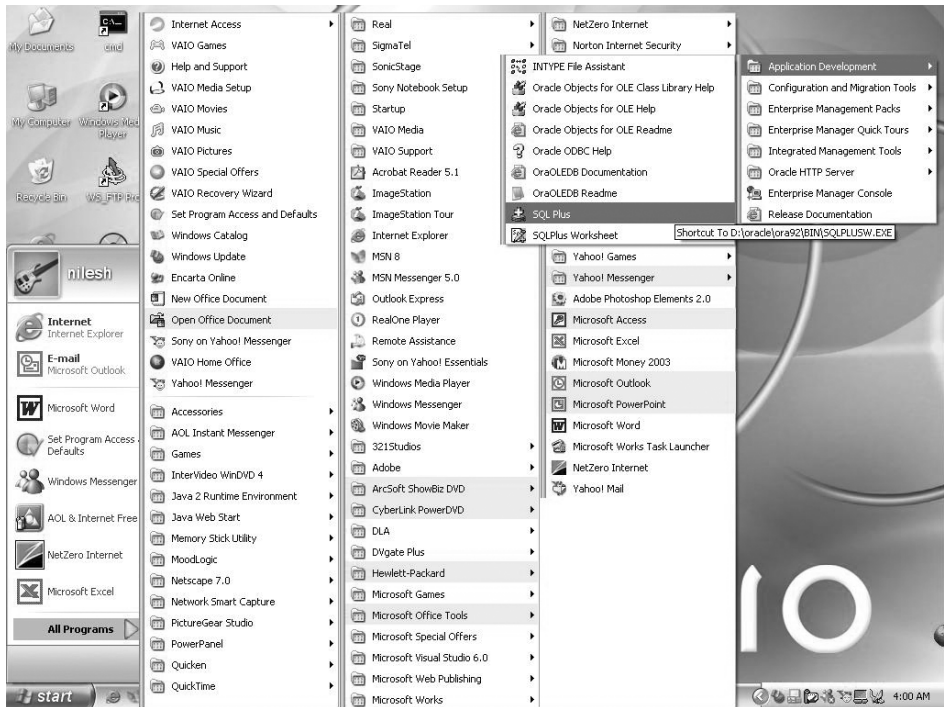 My Documents
cmd
My Computer
Windows Med
Player
Recycle Bin
WS_FTP Pro
nilesh
Internet
Internet Explorer
E-mail
Microsoft Outlook
Microsoft Word
Set Program Access
Defaults
Windows Messenger
AOL & Internet Free
NetZero Internet
Microsoft Excel
All Programs
start
Internet Access
VAIO Games
Help and Support
VAIO Media Setup
VAIO Movies
VAIO Music
VAIO Pictures
VAIO Special Offers
VAIO Recovery Wizard
Set Program Access and Defaults
Windows Catalog
Windows Update
Encarta Online
New Office Document
Open Office Document
Sony on Yahoo! Messenger
VAIO Home Office
Yahoo! Messenger
Accessories
AOL Instant Messenger
Games
InterVideo WinDVD 4
Java 2 Runtime Environment
Java Web Start
Memory Stick Utility
MoodLogic
Netscape 7.0
Network Smart Capture
PictureGear Studio
PowerPanel
Quicken
QuickTime
Real
SigmaTel
SonicStage
Sony Notebook Setup
Startup
VAIO Media
VAIO Support
Acrobat Reader 5.1
ImageStation
ImageStation Tour
Internet Explorer
MSN 8
MSN Messenger 5.0
Outlook Express
RealOne Player
Remote Assistance
Sony on Yahoo! Essentials
Windows Media Player
Windows Messenger
Windows Movie Maker
321Studios
Adobe
ArcSoft ShowBiz DVD
CyberLink PowerDVD
DLA
DVgate Plus
Hewlett-Packard
Microsoft Games
Microsoft Office Tools
Microsoft Special Offers
Microsoft Visual Studio 6.0
Microsoft Web Publishing
Microsoft Works
NetZero Internet
Norton Internet Security
INTYPE File Assistant
Oracle Objects for OLE Class Library Help
Oracle Objects for OLE Help
Oracle Objects for OLE Readme
Oracle ODBC Help
OraOLEDB Documentation
OraOLEDB Readme
SQL Plus
SQLPlus Worksheet
Shortcut To D:\oracle\ora92\BIN\SQLPLUSW.EXE
Yahoo! Games
Yahoo! Messenger
Adobe Photoshop Elements 2.0
Microsoft Access
Microsoft Excel
Microsoft Money 2003
Microsoft Outlook
Microsoft PowerPoint
Microsoft Word
Microsoft Works Task Launcher
NetZero Internet
Yahoo! Mail
Application Development
Configuration and Migration Tools
Enterprise Management Packs
Enterprise Manager Quick Tours
Integrated Management Tools
Oracle HTTP Server
Enterprise Manager Console
Release Documentation
4:00 AM